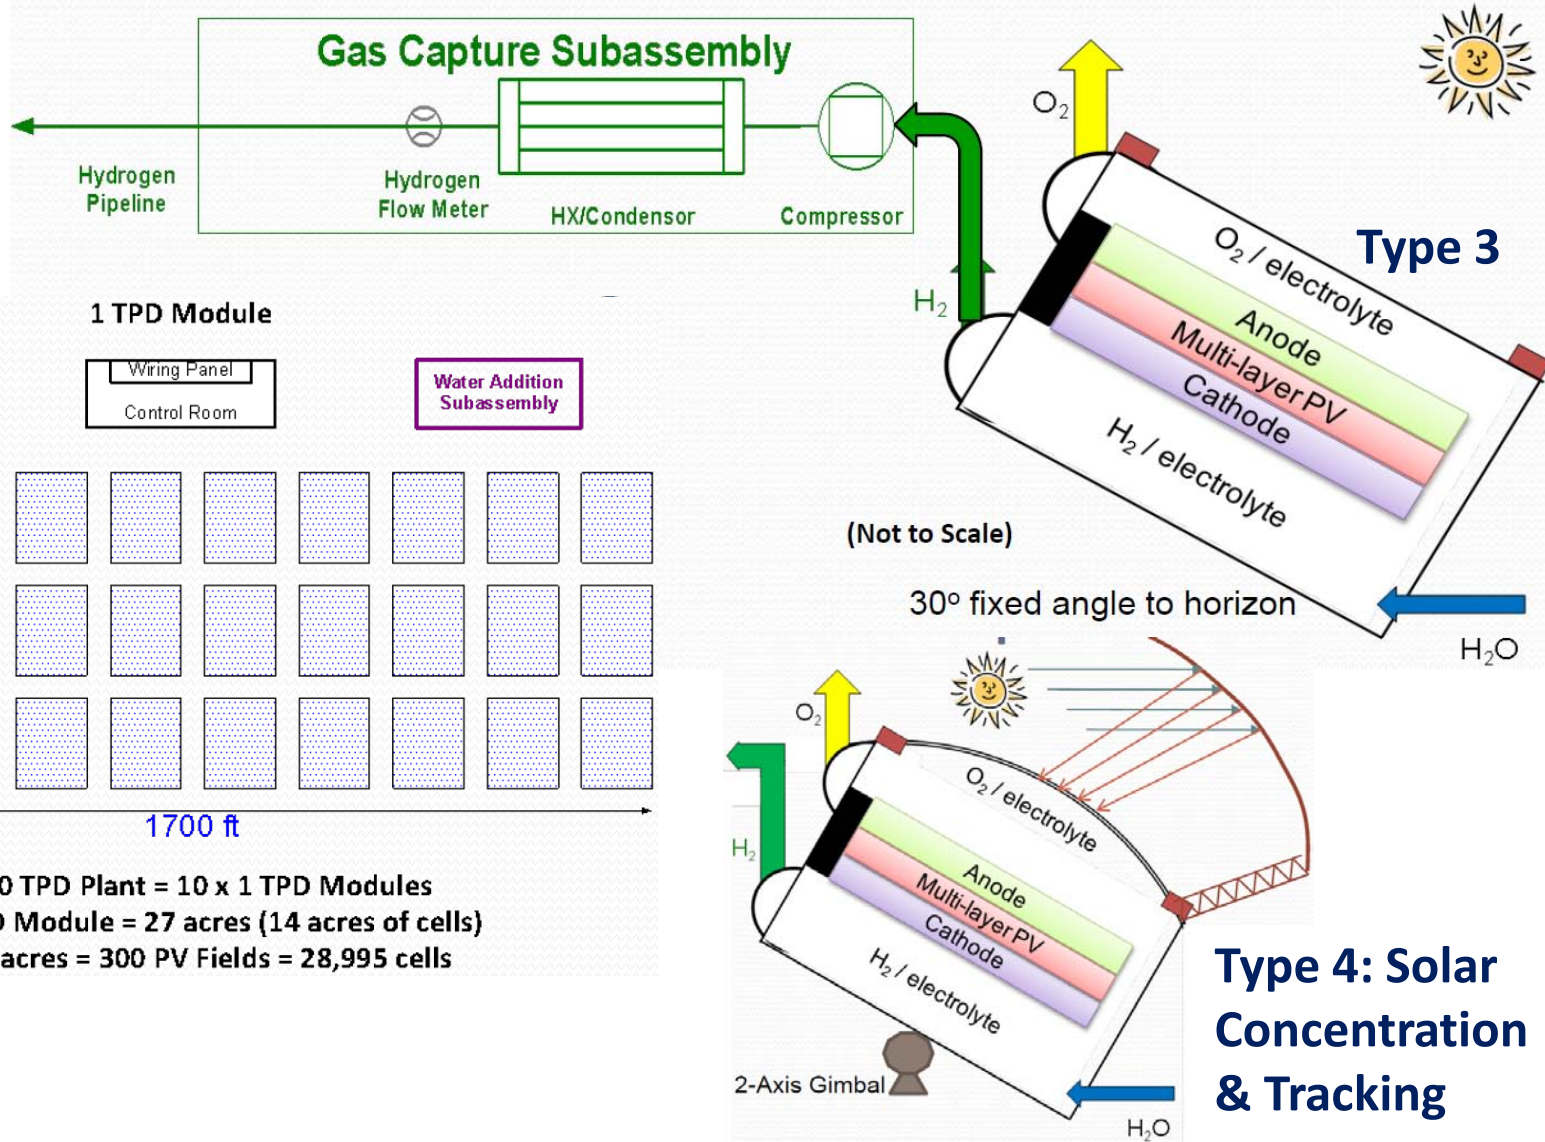 Gas Capture Subassembly
Hydrogen
Pipeline
Hydrogen
Flow Meter
HX/Condensor
Compressor
O2
H2
O2 / electrolyte
Anode
Multi-layer PV
Cathode
H2 / electrolyte
Type 3
H2O
1 TPD Module
Wiring Panel
Control Room
Water Addition
Subassembly
(Not to Scale)
30º fixed angle to horizon
1700 ft
0 TPD Plant = 10 x 1 TPD Modules
D Module = 27 acres (14 acres of cells)
acres = 300 PV Fields = 28,995 cells
O2
H2
O2 / electrolyte
Anode
Multi-layer PV
Cathode
H2 / electrolyte
2-Axis Gimbal
H2O
Type 4: Solar
Concentration
& Tracking